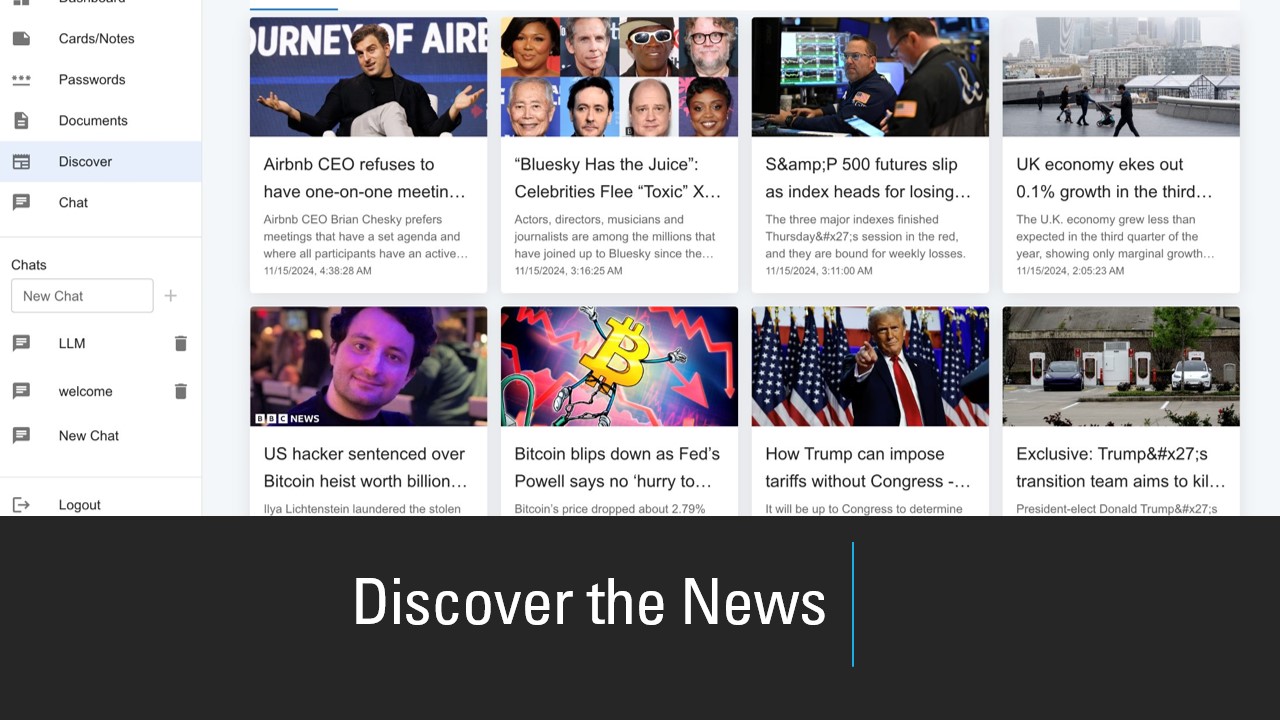 Dashboard
Cards/Notes
Passwords
Documents
Discover
Chat
Chats
New Chat
LLM
welcome
New Chat
Logout
OURNEY OF AIRB
Airbnb CEO refuses to
have one-on-one meetin…
Airbnb CEO Brian Chesky prefers
meetings that have a set agenda and
where all participants have an active…
11/15/2024, 4:38:28 AM
“Bluesky Has the Juice”:
Celebrities Flee “Toxic” X…
Actors, directors, musicians and
journalists are among the millions that
have joined up to Bluesky since the…
11/15/2024, 3:16:25 AM
S&amp;P 500 futures slip
as index heads for losing…
The three major indexes finished
Thursday&#x27;s session in the red,
and they are bound for weekly losses.
11/15/2024, 3:11:00 AM
UK economy ekes out
0.1% growth in the third…
The U.K. economy grew less than
expected in the third quarter of the
year, showing only marginal growth…
11/15/2024, 2:05:23 AM
BBC NEWS
US hacker sentenced over
Bitcoin heist worth billion…
Ilya Lichtenstein laundered the stolen
Bitcoin blips down as Fed’s
Powell says no ‘hurry to…
Bitcoin’s price dropped about 2.79%
How Trump can impose
tariffs without Congress -…
It will be up to Congress to determine
Exclusive: Trump&#x27;s
transition team aims to kil…
President-elect Donald Trump&#x27;s
Discover the News